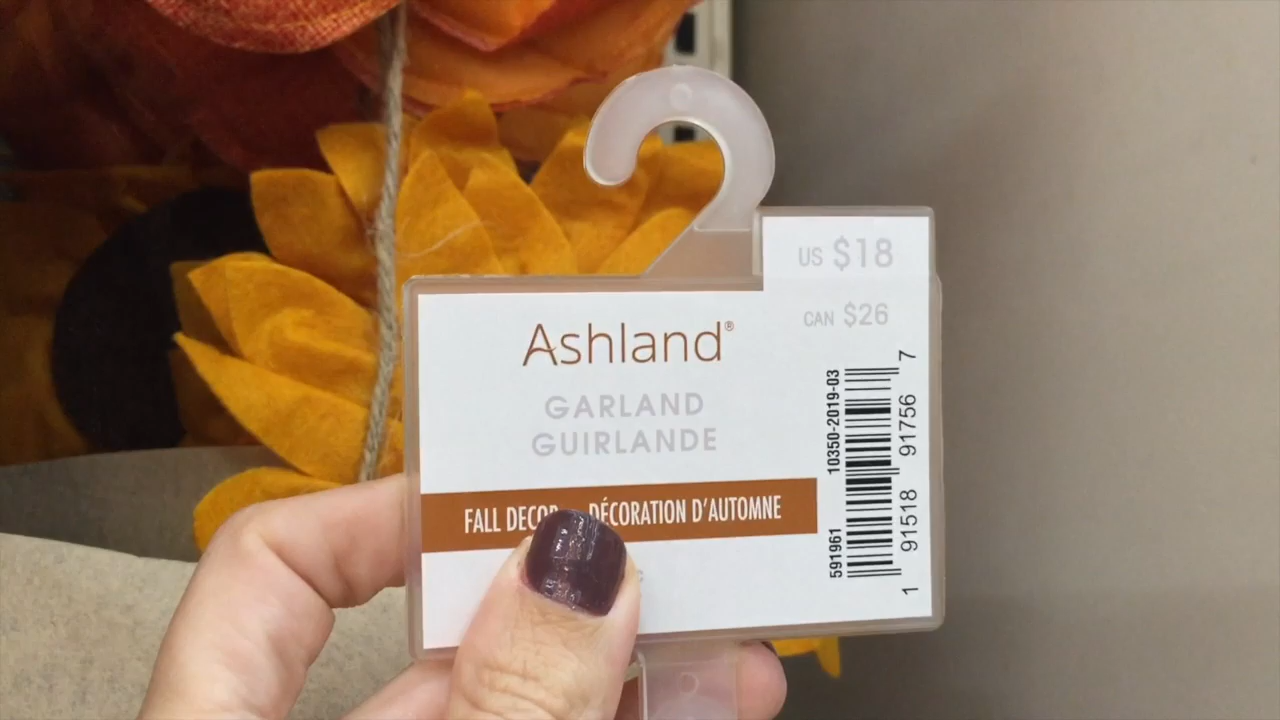 US $18
CAN $26
Ashland®
GARLAND
GUIRLANDE
FALL DECOR DÉCORATION D'AUTOMNE
591961 10350-2019-03
1 91518 91756 7